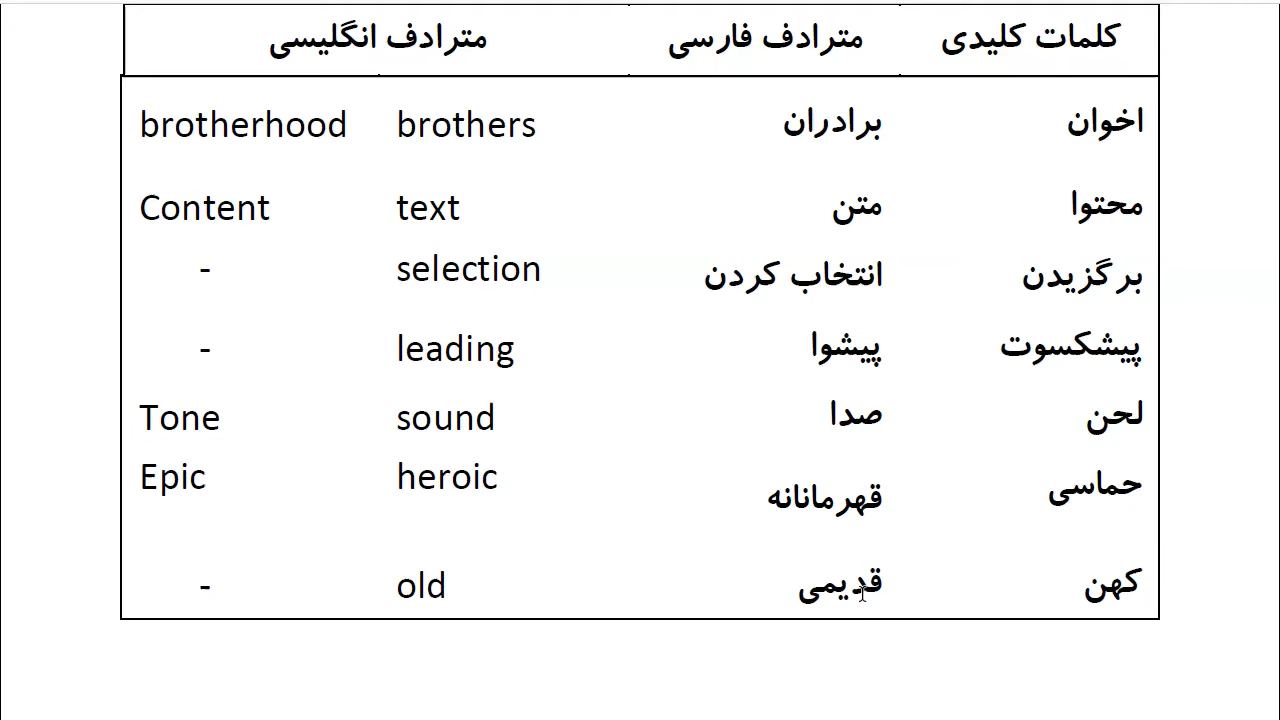 کلمات کلیدی مترادف فارسی مترادف انگلیسی
اخوان برادران brothers brotherhood
محتوا متن text Content
برگزیدن انتخاب کردن selection -
پیشکسوت پیشوا leading -
لحن صدا sound Tone
حماسی قهرمانانه heroic Epic
کهن قدیمی old -